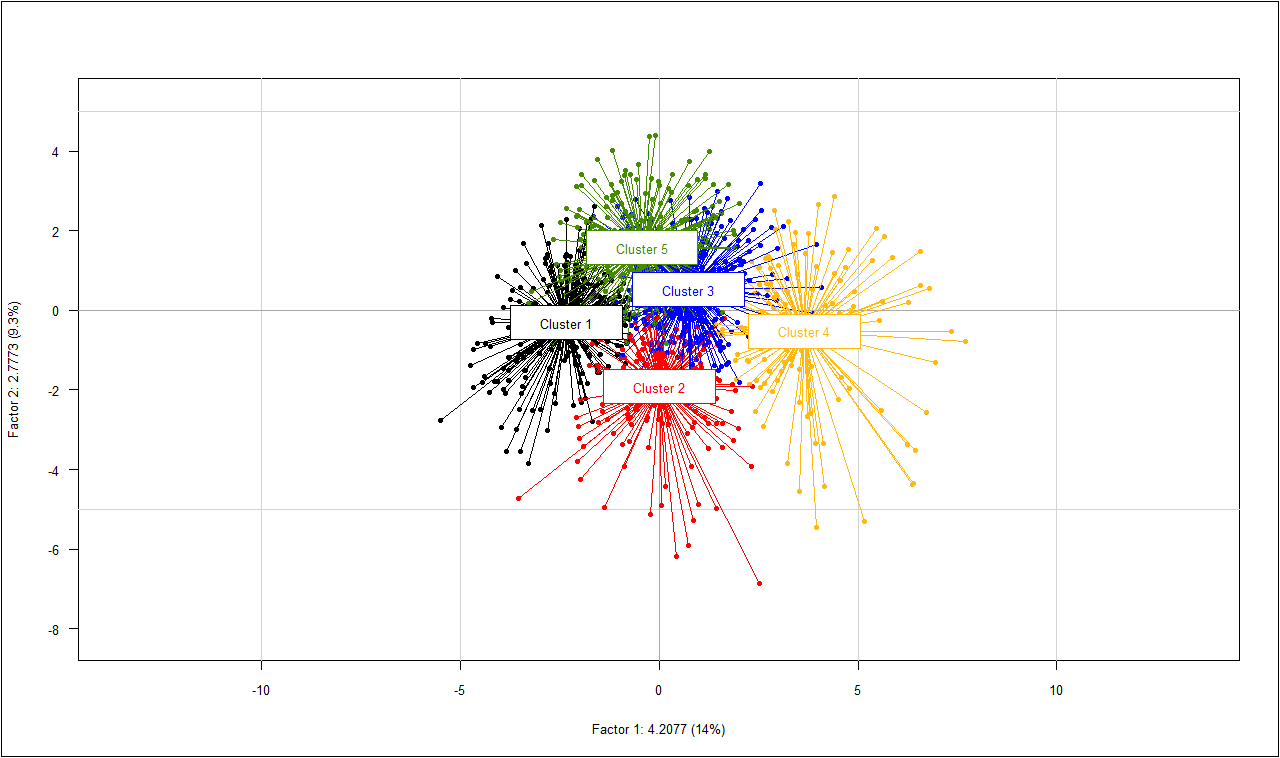 4
2
0
-2
-4
-6
-8
Factor 2: 2.7773 (9.3%)
Cluster 5
Cluster 3
Cluster 1
Cluster 4
Cluster 2
-10
-5
0
5
10
Factor 1: 4.2077 (14%)